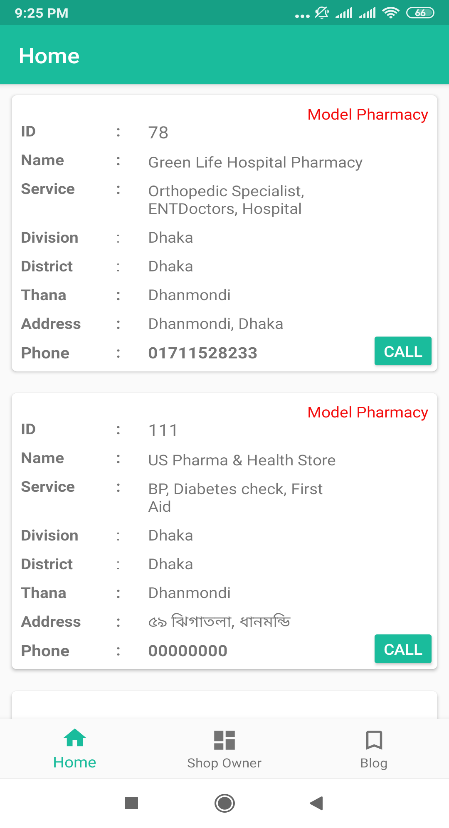 9:25 PM
66
Home
Model Pharmacy
ID : 78
Name : Green Life Hospital Pharmacy
Service : Orthopedic Specialist,
ENTDoctors, Hospital
Division : Dhaka
District : Dhaka
Thana : Dhanmondi
Address : Dhanmondi, Dhaka
Phone : 01711528233
CALL
Model Pharmacy
ID : 111
Name : US Pharma & Health Store
Service : BP, Diabetes check, First
Aid
Division : Dhaka
District : Dhaka
Thana : Dhanmondi
Address : ৫৯ ঝিগাতলা, ধানমন্ডি
Phone : 00000000
CALL
Home
Shop Owner
Blog